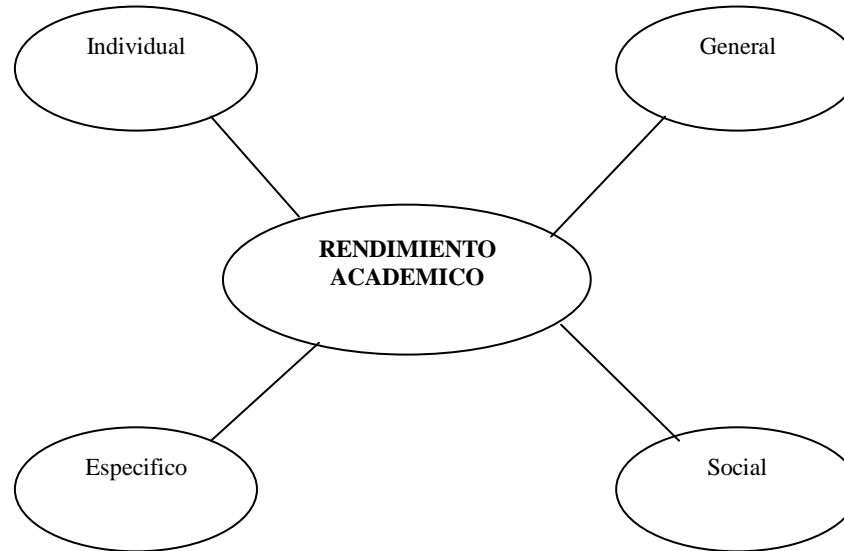 Individual
General
RENDIMIENTO
ACADEMICO
Especifico
Social